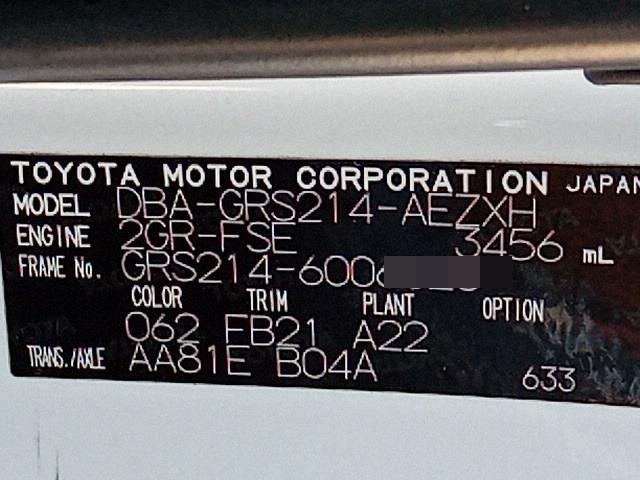 TOYOTA MOTOR CORPORATION JAPAN
MODEL DBA-GRS214-AEZXH
ENGINE 2GR-FSE 3456 mL
FRAME No. GRS214-6006
COLOR TRIM PLANT OPTION
062 FB21 A22
TRANS./AXLE AA81E B04A 633